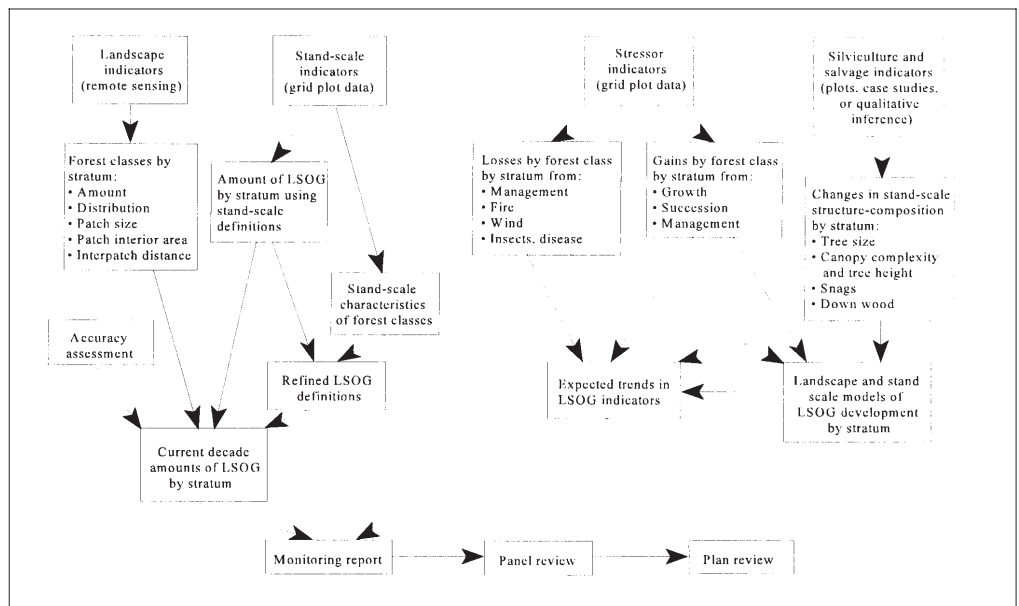 Landscape
indicators
(remote sensing)
Stand-scale
indicators
(grid plot data)
Stressor
indicators
(grid plot data)
Silviculture and
salvage indicators
(plots, case studies,
or qualitative
inference)
Forest classes by
stratum:
• Amount
• Distribution
• Patch size
• Patch interior area
• Interpatch distance
Amount of LSOG
by stratum using
stand-scale
definitions
Losses by forest class
by stratum from:
• Management
• Fire
• Wind
• Insects, disease
Gains by forest class
by stratum from:
• Growth
• Succession
• Management
Changes in stand-scale
structure-composition
by stratum:
• Tree size
• Canopy complexity
and tree height
• Snags
• Down wood
Stand-scale
characteristics
of forest classes
Accuracy
assessment
Refined LSOG
definitions
Expected trends in
LSOG indicators
Landscape and stand
scale models of
LSOG development
by stratum
Current decade
amounts of LSOG
by stratum
Monitoring report
Panel review
Plan review